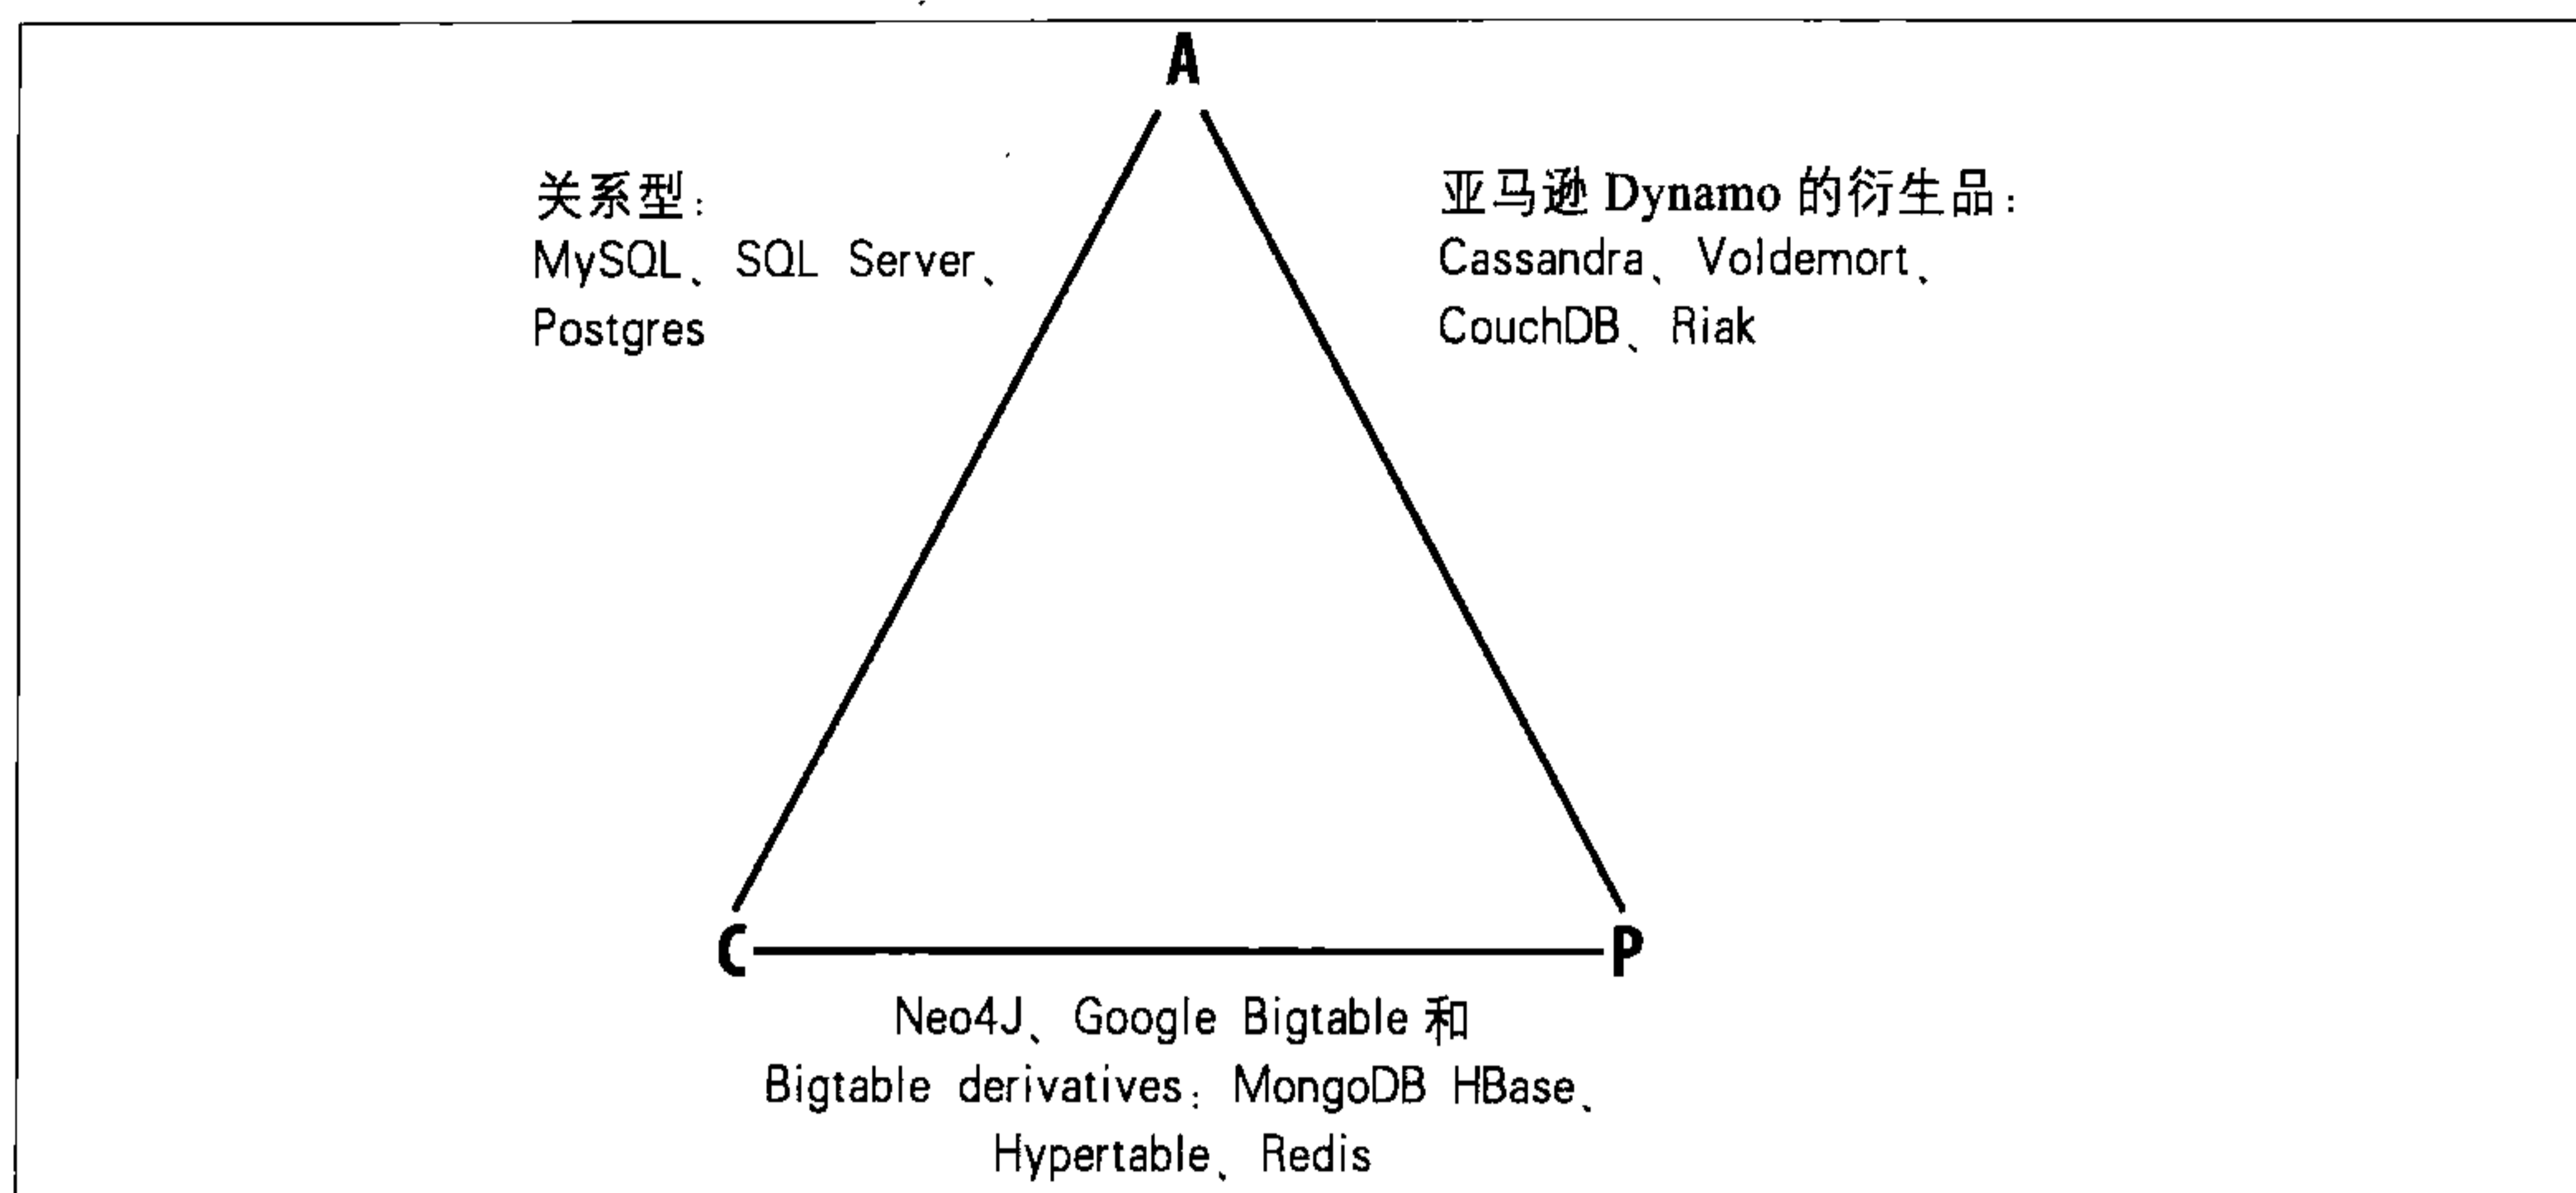 A
关系型：
MySQL、SQL Server、
Postgres
亚马逊 Dynamo 的衍生品：
Cassandra、Voldemort、
CouchDB、Riak
C
P
Neo4J、Google Bigtable 和
Bigtable derivatives：MongoDB HBase、
Hypertable、Redis